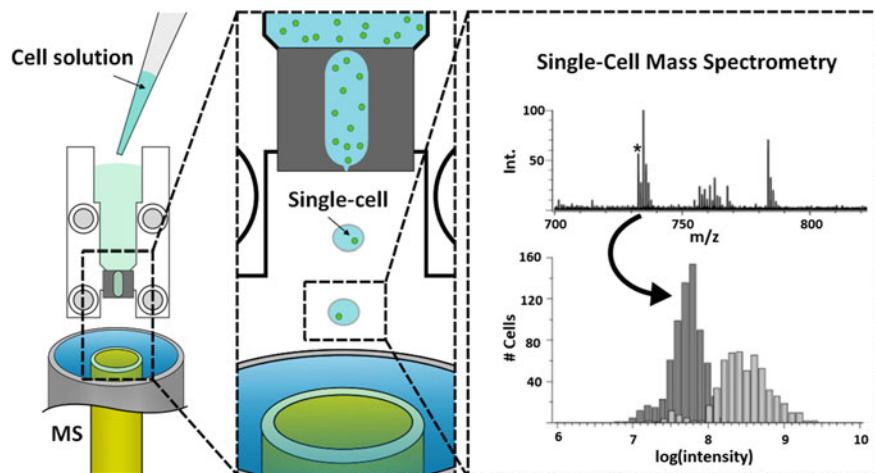 Cell solution
MS
Single-cell
Single-Cell Mass Spectrometry
Int.
100
50
*
700
750
800
m/z
# Cells
160
120
80
40
6
7
8
9
10
log(intensity)